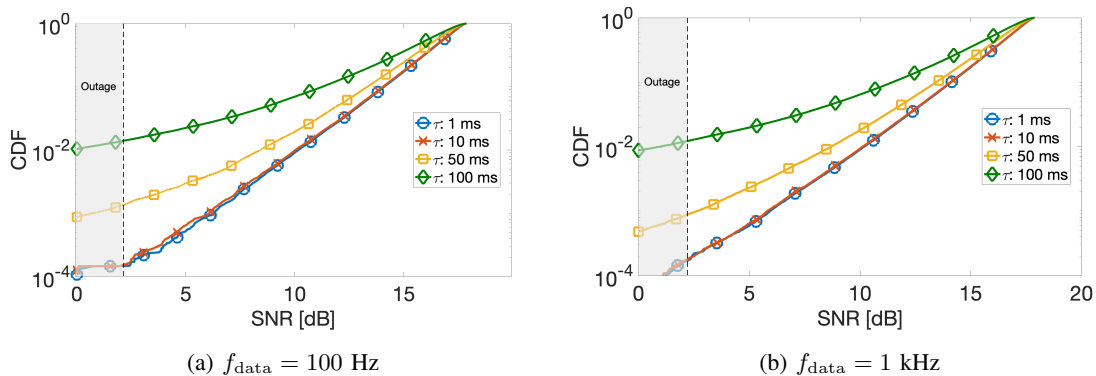 10^0
10^-2
10^-4
CDF
Outage
τ: 1 ms
τ: 10 ms
τ: 50 ms
τ: 100 ms
0 5 10 15
SNR [dB]
(a) f_data = 100 Hz
10^0
10^-2
10^-4
CDF
Outage
τ: 1 ms
τ: 10 ms
τ: 50 ms
τ: 100 ms
0 5 10 15 20
SNR [dB]
(b) f_data = 1 kHz